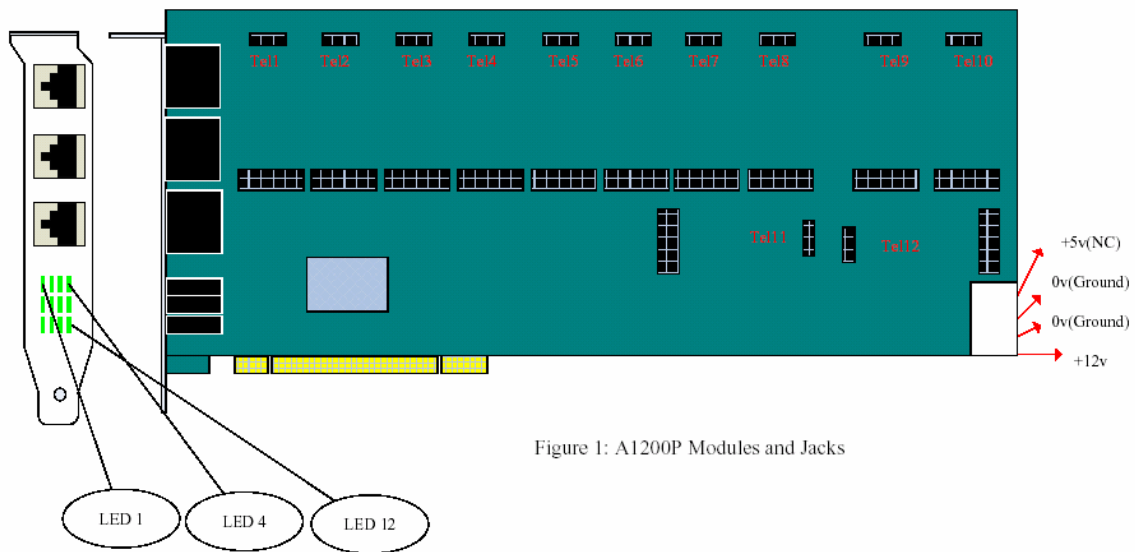 Tel1 Tel2 Tel3 Tel4 Tel5 Tel6 Tel7 Tel8 Tel9 Tel10
Tel11 Tel12
+5v(NC)
0v(Ground)
0v(Ground)
+12v
Figure 1: A1200P Modules and Jacks
LED 1 LED 4 LED 12